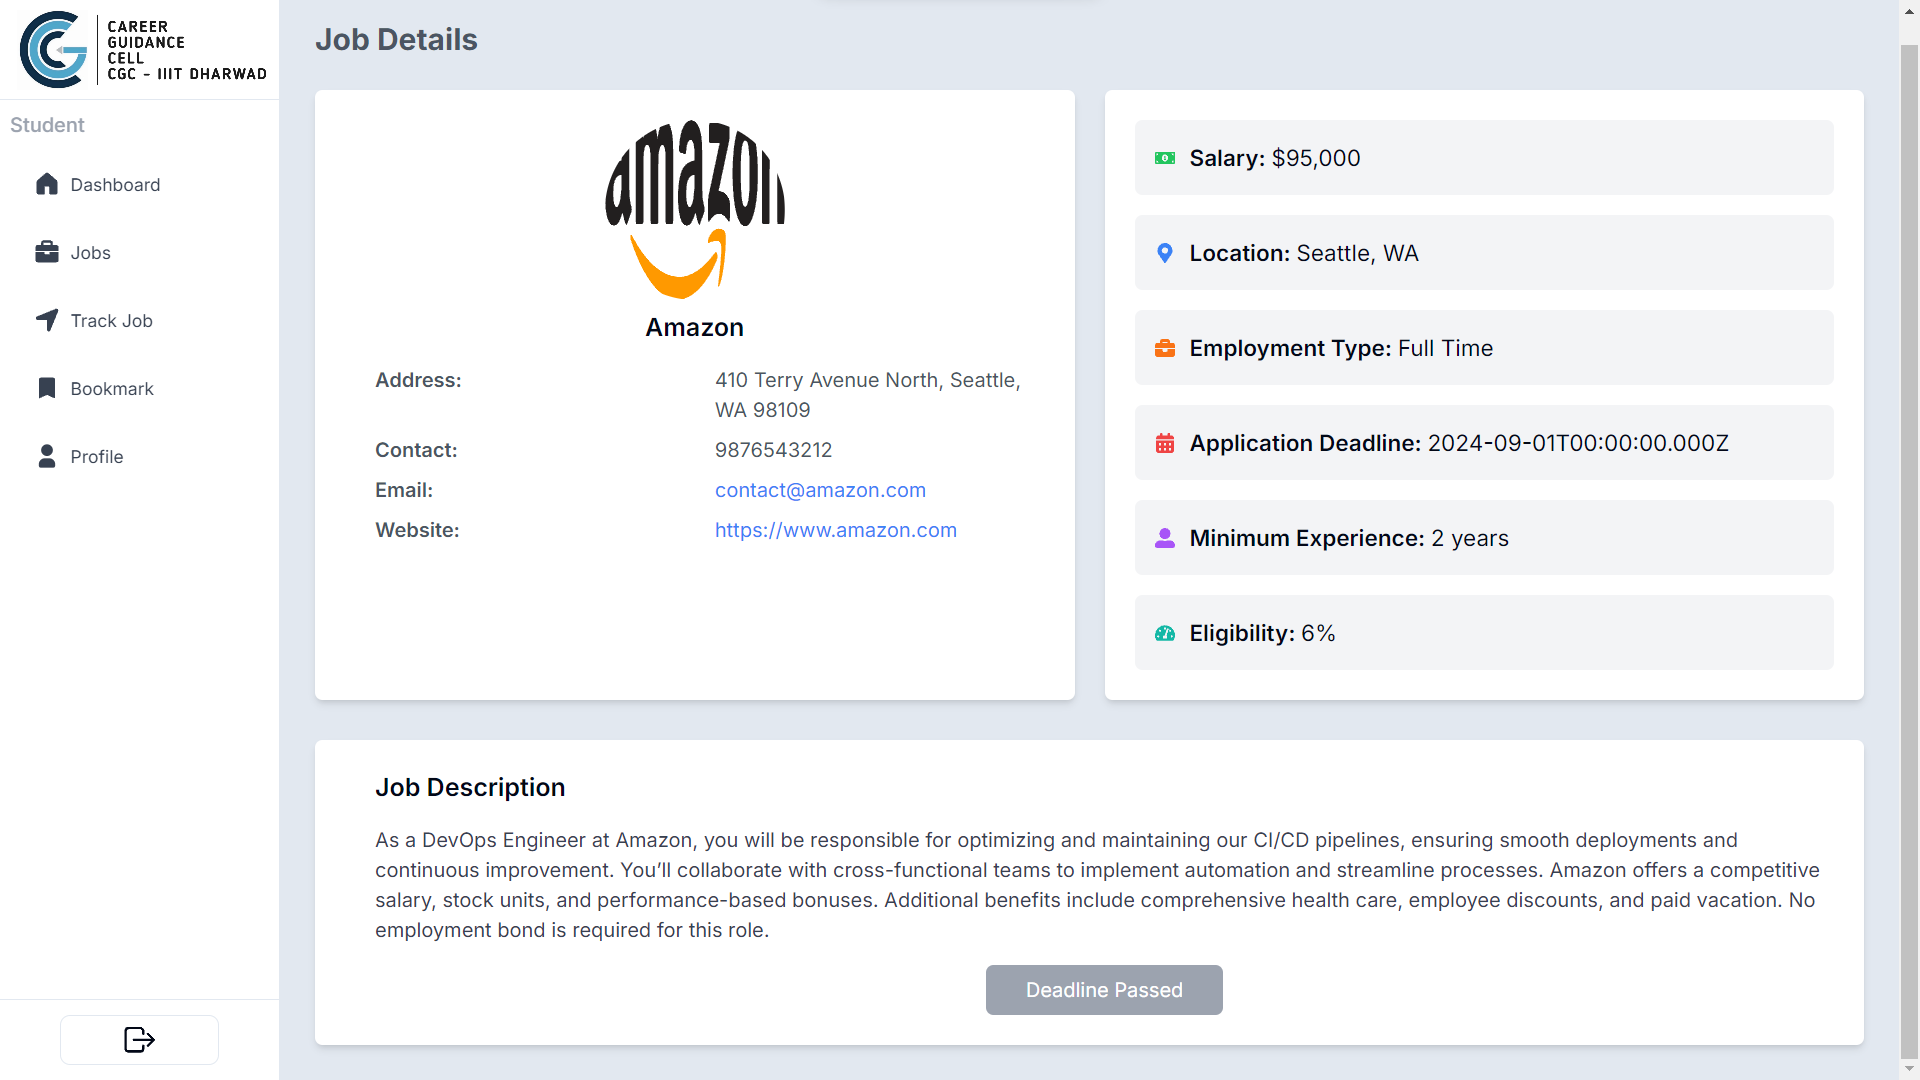 CAREER
GUIDANCE
CELL
CGC - IIIT DHARWAD
Student
Dashboard
Jobs
Track Job
Bookmark
Profile
Job Details
amazon
Amazon
Address: 410 Terry Avenue North, Seattle,
WA 98109
Contact: 9876543212
Email: contact@amazon.com
Website: https://www.amazon.com
Salary: $95,000
Location: Seattle, WA
Employment Type: Full Time
Application Deadline: 2024-09-01T00:00:00.000Z
Minimum Experience: 2 years
Eligibility: 6%
Job Description
As a DevOps Engineer at Amazon, you will be responsible for optimizing and maintaining our CI/CD pipelines, ensuring smooth deployments and
continuous improvement. You’ll collaborate with cross-functional teams to implement automation and streamline processes. Amazon offers a competitive
salary, stock units, and performance-based bonuses. Additional benefits include comprehensive health care, employee discounts, and paid vacation. No
employment bond is required for this role.
Deadline Passed